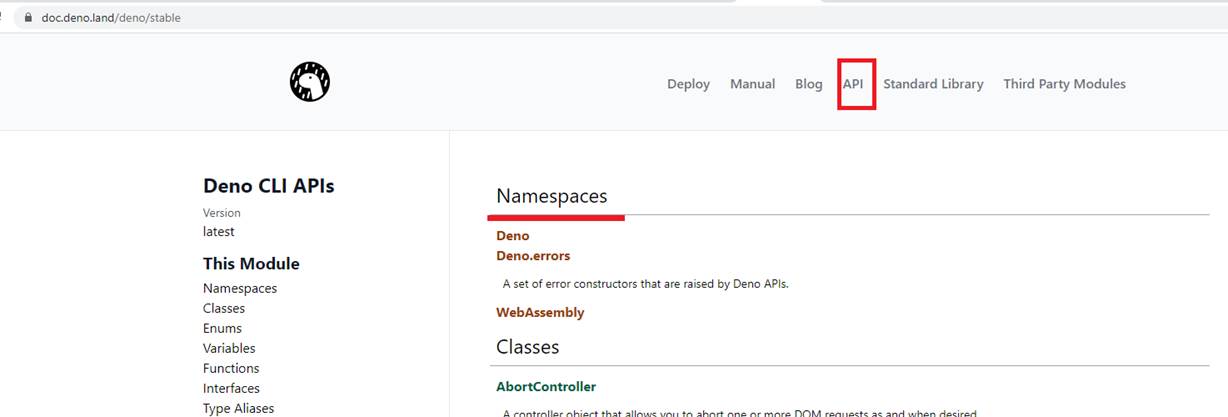 doc.deno.land/deno/stable
Deploy Manual Blog API Standard Library Third Party Modules
Deno CLI APIs
Version
latest
This Module
Namespaces
Classes
Enums
Variables
Functions
Interfaces
Type Aliases
Namespaces
Deno
Deno.errors
A set of error constructors that are raised by Deno APIs.
WebAssembly
Classes
AbortController
A controller object that allows you to abort one or more DOM requests as and when desired.